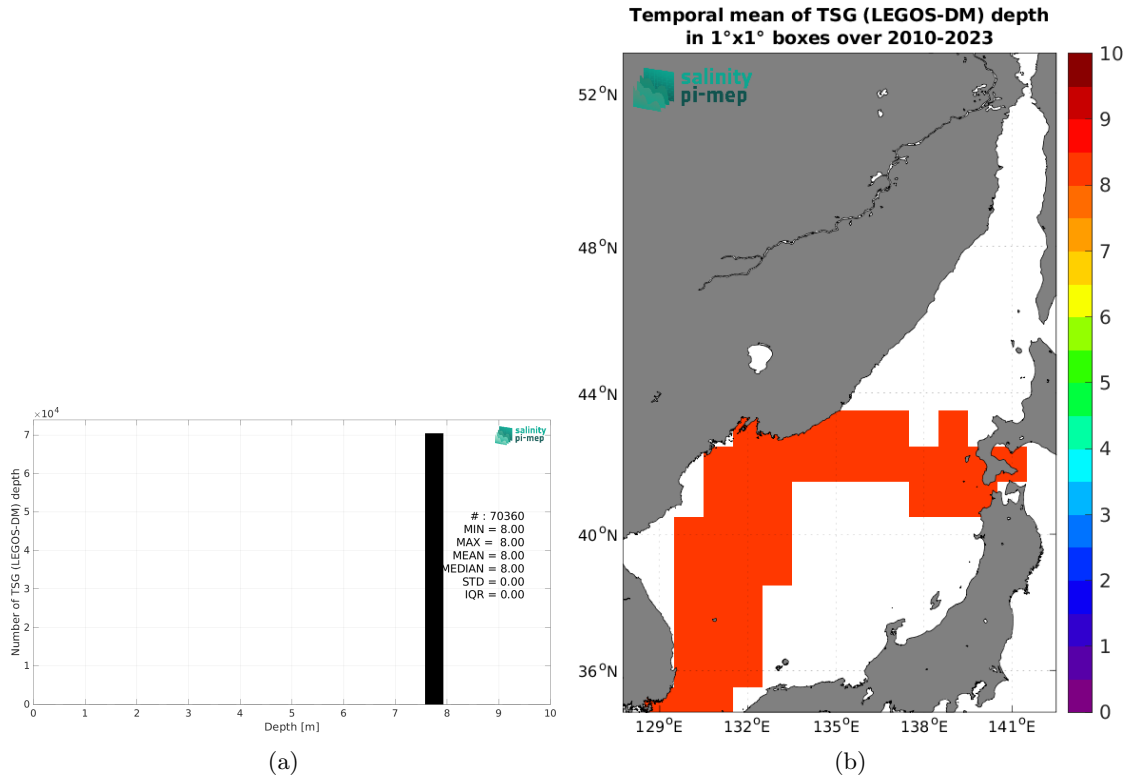 ×10⁴
7
6
5
4
3
2
1
0
Number of TSG (LEGOS-DM) depth
salinity
pi-mep
# : 70360
MIN = 8.00
MAX = 8.00
MEAN = 8.00
MEDIAN = 8.00
STD = 0.00
IQR = 0.00
0 1 2 3 4 5 6 7 8 9 10
Depth [m]
(a)
Temporal mean of TSG (LEGOS-DM) depth
in 1°x1° boxes over 2010-2023
salinity
pi-mep
52°N
48°N
44°N
40°N
36°N
129°E 132°E 135°E 138°E 141°E
10
9
8
7
6
5
4
3
2
1
0
(b)